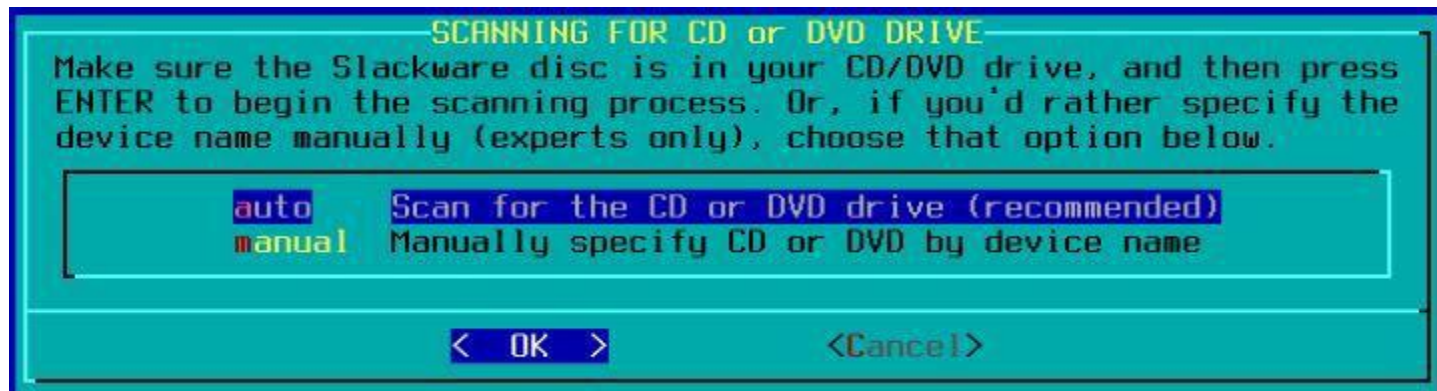 SCANNING FOR CD or DVD DRIVE
Make sure the Slackware disc is in your CD/DVD drive, and then press
ENTER to begin the scanning process. Or, if you'd rather specify the
device name manually (experts only), choose that option below.
auto Scan for the CD or DVD drive (recommended)
manual Manually specify CD or DVD by device name
< OK > <Cancel>